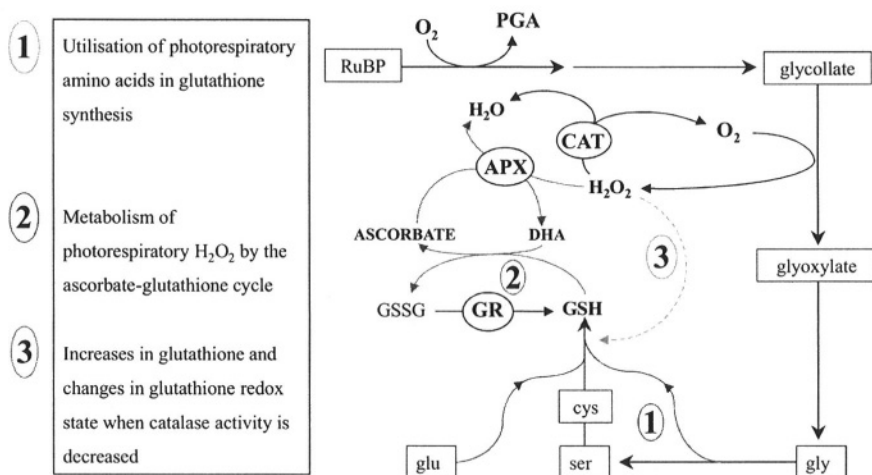 1
Utilisation of photorespiratory
amino acids in glutathione
synthesis
2
Metabolism of
photorespiratory H₂O₂ by the
ascorbate-glutathione cycle
3
Increases in glutathione and
changes in glutathione redox
state when catalase activity is
decreased
O₂
PGA
RuBP
glycollate
H₂O
CAT
O₂
APX
H₂O₂
ASCORBATE
DHA
3
glyoxylate
2
GSSG
GR
GSH
cys
1
glu
ser
gly